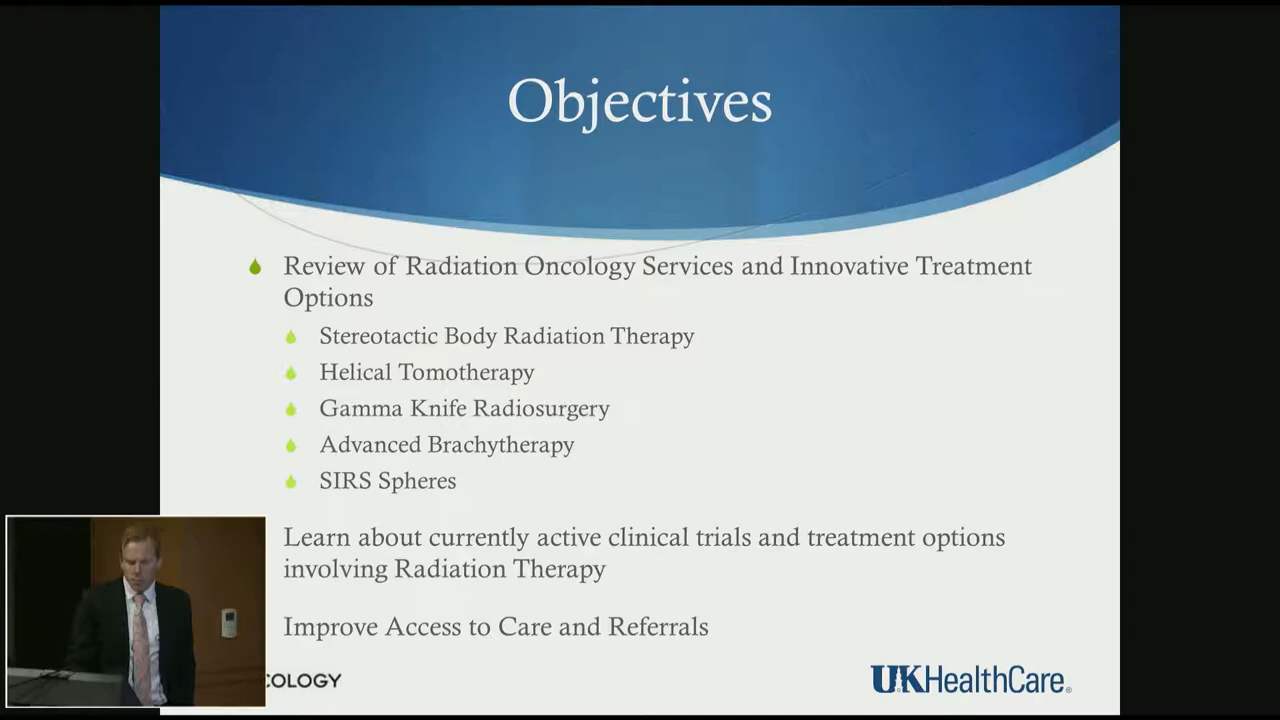 Objectives
Review of Radiation Oncology Services and Innovative Treatment
Options
Stereotactic Body Radiation Therapy
Helical Tomotherapy
Gamma Knife Radiosurgery
Advanced Brachytherapy
SIRS Spheres
Learn about currently active clinical trials and treatment options
involving Radiation Therapy
Improve Access to Care and Referrals
COLOGY
UKHealthCare®